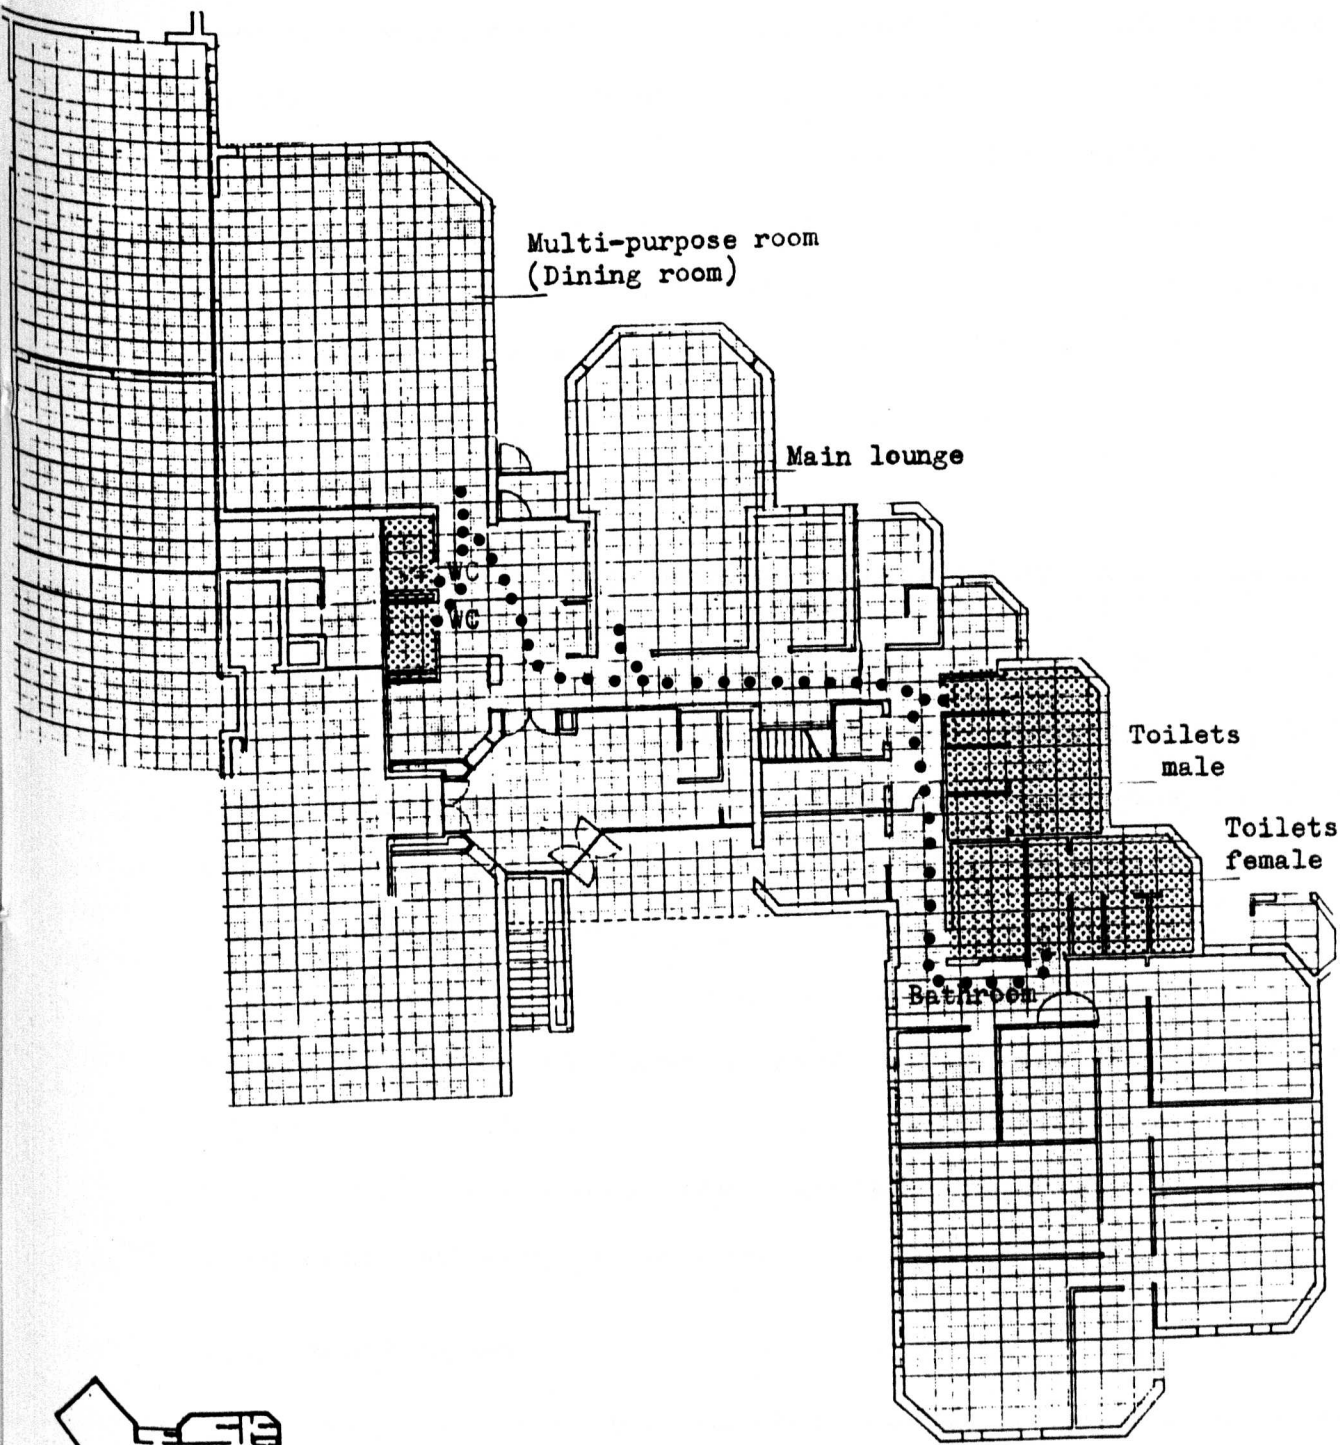 Multi-purpose room
(Dining room)
Main lounge
WC
WC
Toilets
male
Toilets
female
Bathroom